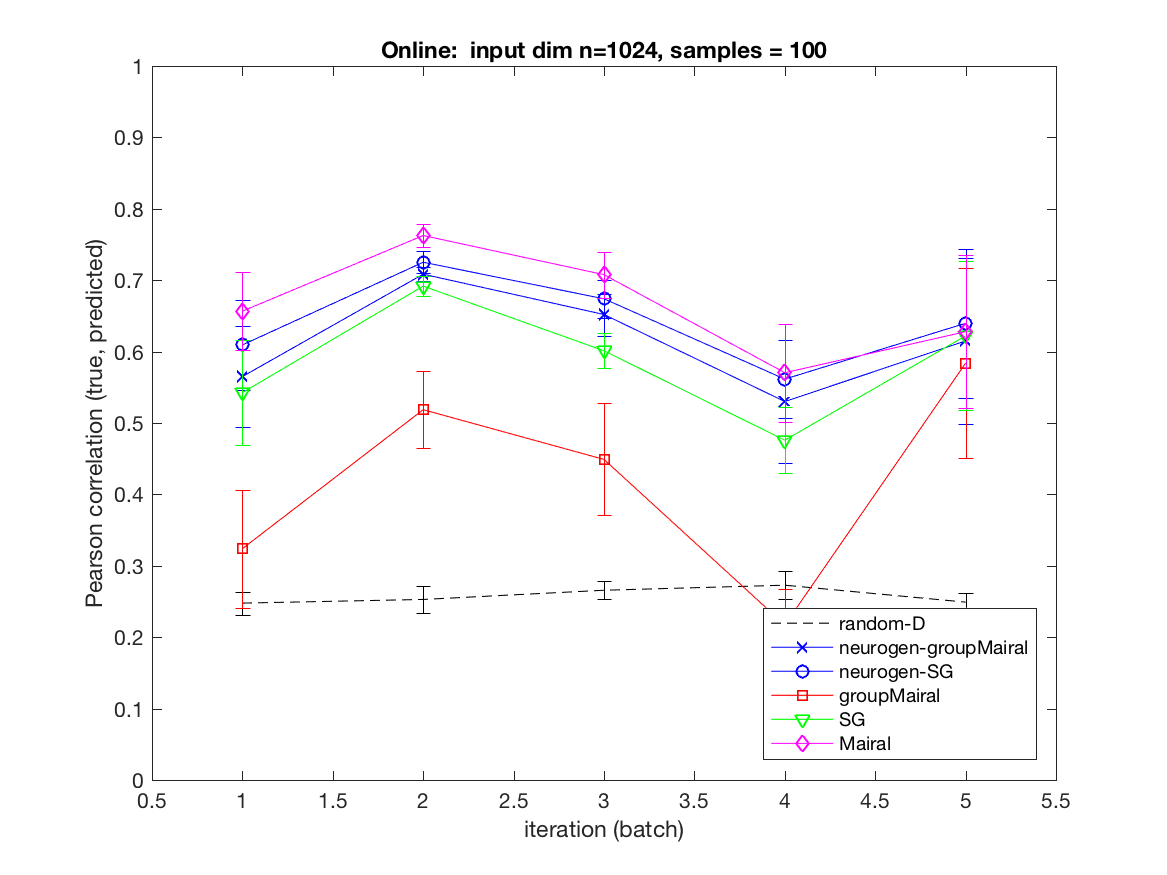 Online:  input dim n=1024, samples = 100
1
0.9
0.8
0.7
0.6
0.5
0.4
0.3
0.2
0.1
0
Pearson correlation (true, predicted)
random-D
neurogen-groupMairal
neurogen-SG
groupMairal
SG
Mairal
0.5 1 1.5 2 2.5 3 3.5 4 4.5 5 5.5
iteration (batch)